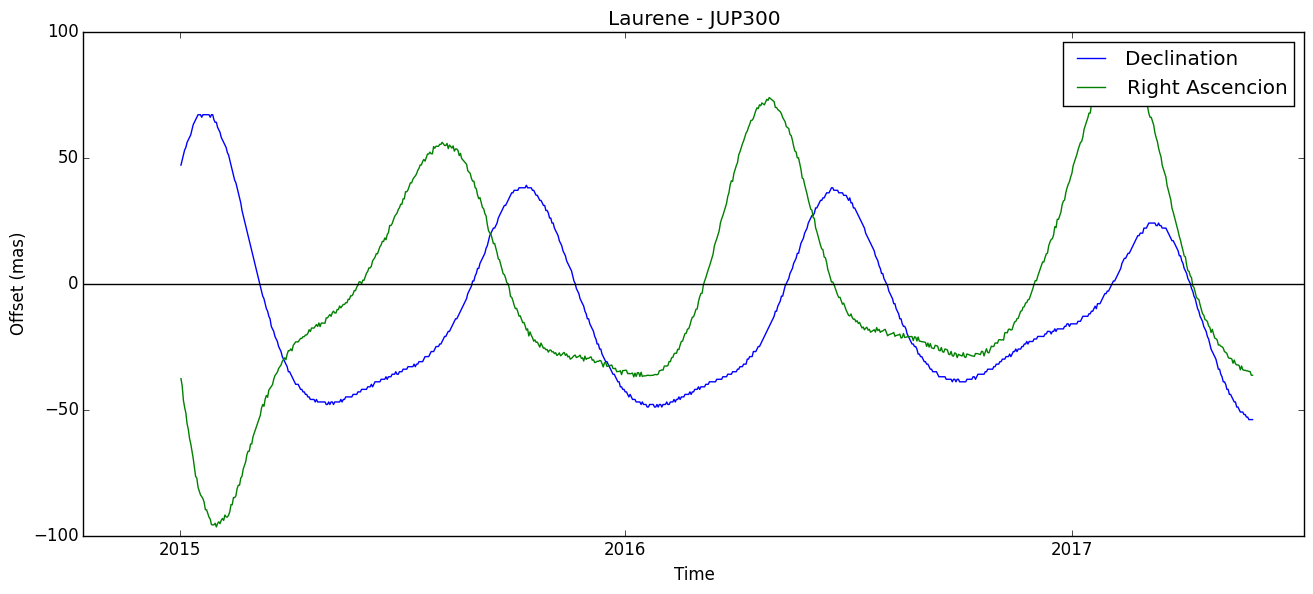 Laurene - JUP300
100
50
0
−50
−100
Offset (mas)
Declination
Right Ascencion
2015
2016
2017
Time